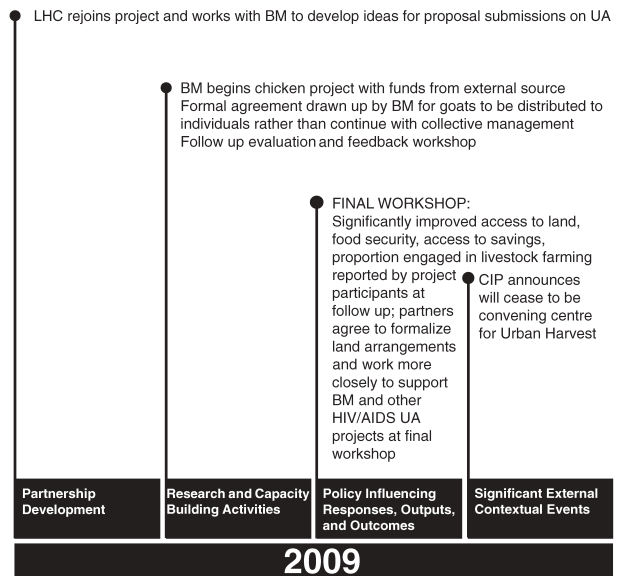 LHC rejoins project and works with BM to develop ideas for proposal submissions on UA
BM begins chicken project with funds from external source
Formal agreement drawn up by BM for goats to be distributed to
individuals rather than continue with collective management
Follow up evaluation and feedback workshop
FINAL WORKSHOP:
Significantly improved access to land,
food security, access to savings,
proportion engaged in livestock farming
reported by project
participants at
follow up; partners
agree to formalize
land arrangements
and work more
closely to support
BM and other
HIV/AIDS UA
projects at final
workshop
CIP announces
will cease to be
convening centre
for Urban Harvest
Partnership
Development
Research and Capacity
Building Activities
Policy Influencing
Responses, Outputs,
and Outcomes
Significant External
Contextual Events
2009